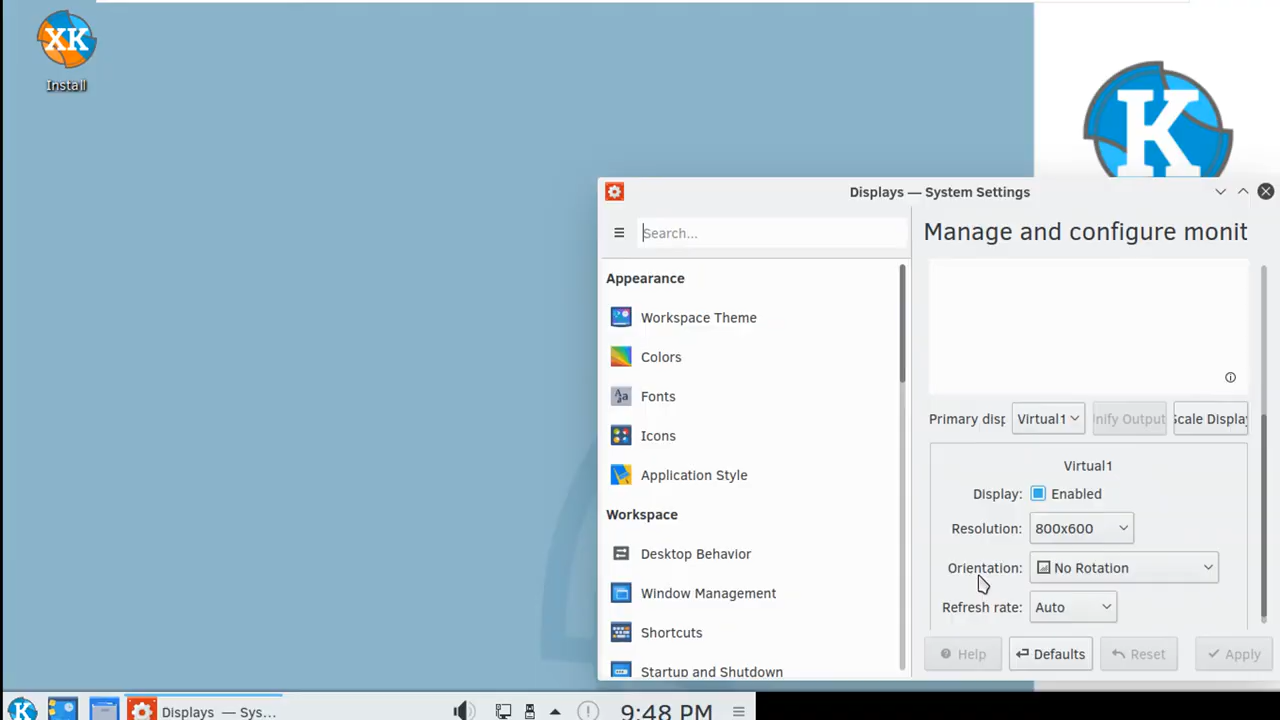 XK
Install
K
Displays — System Settings
Search...
Manage and configure monit
Appearance
Workspace Theme
Colors
Fonts
Icons
Application Style
Workspace
Desktop Behavior
Window Management
Shortcuts
Startup and Shutdown
Primary disp
Virtual1
nify Output
Scale Display
Virtual1
Display: Enabled
Resolution: 800x600
Orientation: No Rotation
Refresh rate: Auto
Help
Defaults
Reset
Apply
K
Displays — Sys...
9:48 PM